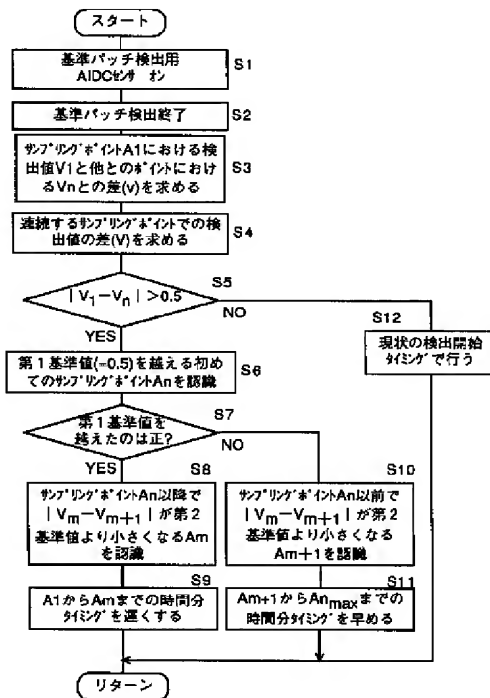 スタート
基準パッチ検出用
AIDCセンサ オン
S1
基準パッチ検出終了
S2
サンプリングポイントA1における検
出値V1と他とのポイントにおけ
るVnとの差(v)を求める
S3
連続するサンプリングポイントでの検
出値の差(V)を求める
S4
S5
|V1−Vn|>0.5
NO
YES
S12
現状の検出開始
タイミングで行う
第1基準値(=0.5)を越える初め
てのサンプリングポイントAnを認識
S6
S7
第1基準値を
越えたのは正?
NO
YES
S8
サンプリングポイントAn以降で
|Vm−Vm+1|が第2
基準値より小さくなるAm
を認識
S10
サンプリングポイントAn以前で
|Vm−Vm+1|が第2
基準値より小さくなる
Am+1を認識
S9
A1からAmまでの時間分
タイミングを遅くする
S11
Am+1からAnmaxまでの
時間分タイミングを早める
リターン